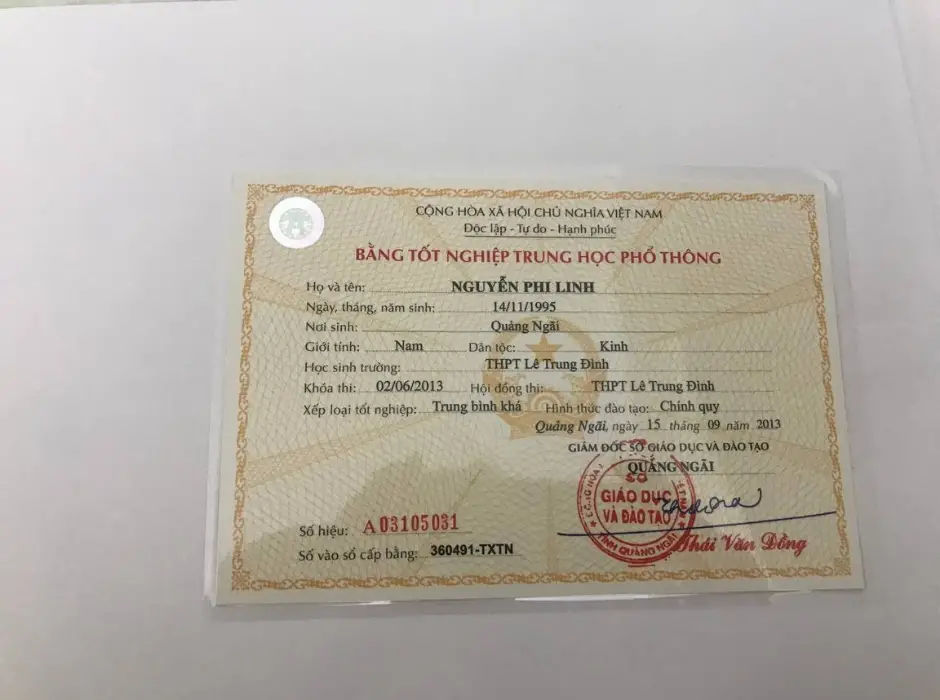 CỘNG HÒA XÃ HỘI CHỦ NGHĨA VIỆT NAM
Độc lập - Tự do - Hạnh phúc
BẰNG TỐT NGHIỆP TRUNG HỌC PHỔ THÔNG
Họ và tên: NGUYỄN PHI LINH
Ngày, tháng, năm sinh: 14/11/1995
Nơi sinh: Quảng Ngãi
Giới tính: Nam Dân tộc: Kinh
Học sinh trường: THPT Lê Trung Đình
Khóa thi: 02/06/2013 Hội đồng thi: THPT Lê Trung Đình
Xếp loại tốt nghiệp: Trung bình khá Hình thức đào tạo: Chính quy
Quảng Ngãi, ngày 15 tháng 09 năm 2013
GIÁM ĐỐC SỞ GIÁO DỤC VÀ ĐÀO TẠO
QUẢNG NGÃI
SỞ
GIÁO DỤC
VÀ ĐÀO TẠO
TỈNH QUẢNG NGÃI
Thái Văn Đồng
Số hiệu: A 03105031
Số vào sổ cấp bằng: 360491-TXTN